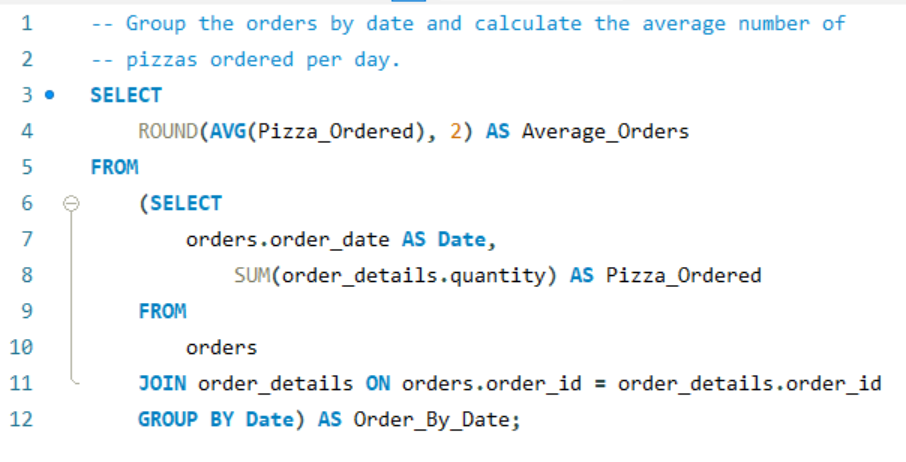 1 -- Group the orders by date and calculate the average number of
2 -- pizzas ordered per day.
3 SELECT
4 ROUND(AVG(Pizza_Ordered), 2) AS Average_Orders
5 FROM
6 (SELECT
7 orders.order_date AS Date,
8 SUM(order_details.quantity) AS Pizza_Ordered
9 FROM
10 orders
11 JOIN order_details ON orders.order_id = order_details.order_id
12 GROUP BY Date) AS Order_By_Date;